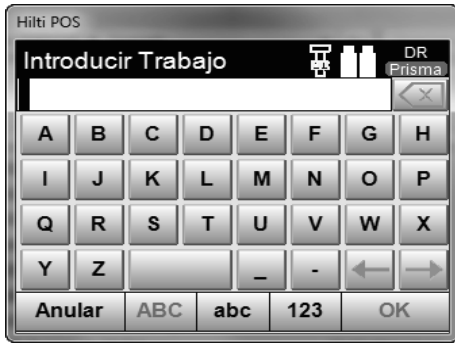 Hilti POS
Introducir Trabajo DR
Prisma
A B C D E F G H
I J K L M N O P
Q R S T U V W X
Y Z _ -
Anular ABC abc 123 OK